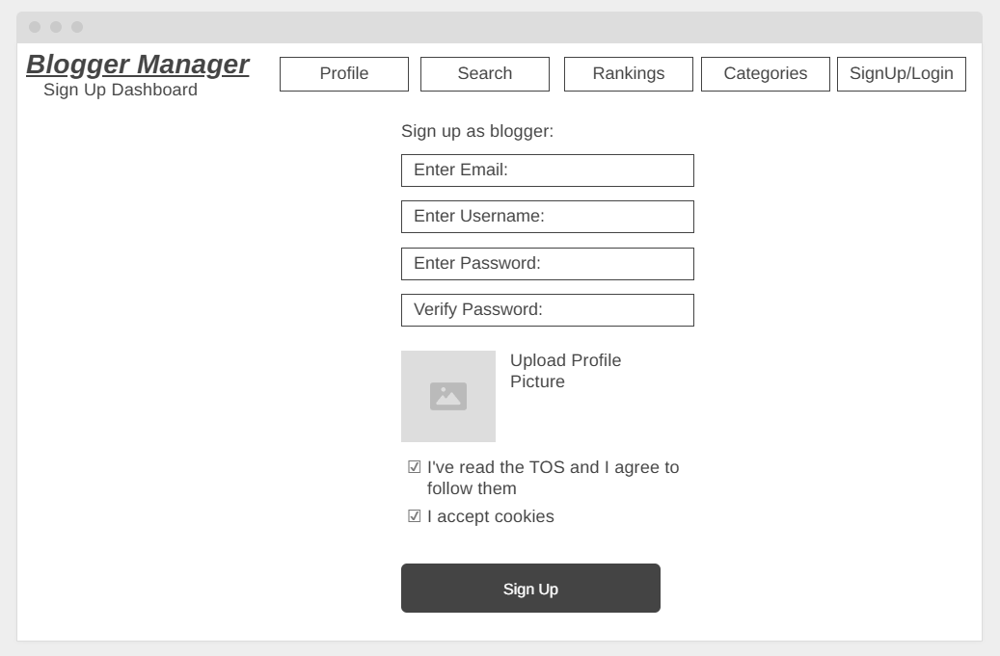 Blogger Manager
Sign Up Dashboard
Profile
Search
Rankings
Categories
SignUp/Login
Sign up as blogger:
Enter Email:
Enter Username:
Enter Password:
Verify Password:
Upload Profile
Picture
I've read the TOS and I agree to
follow them
I accept cookies
Sign Up